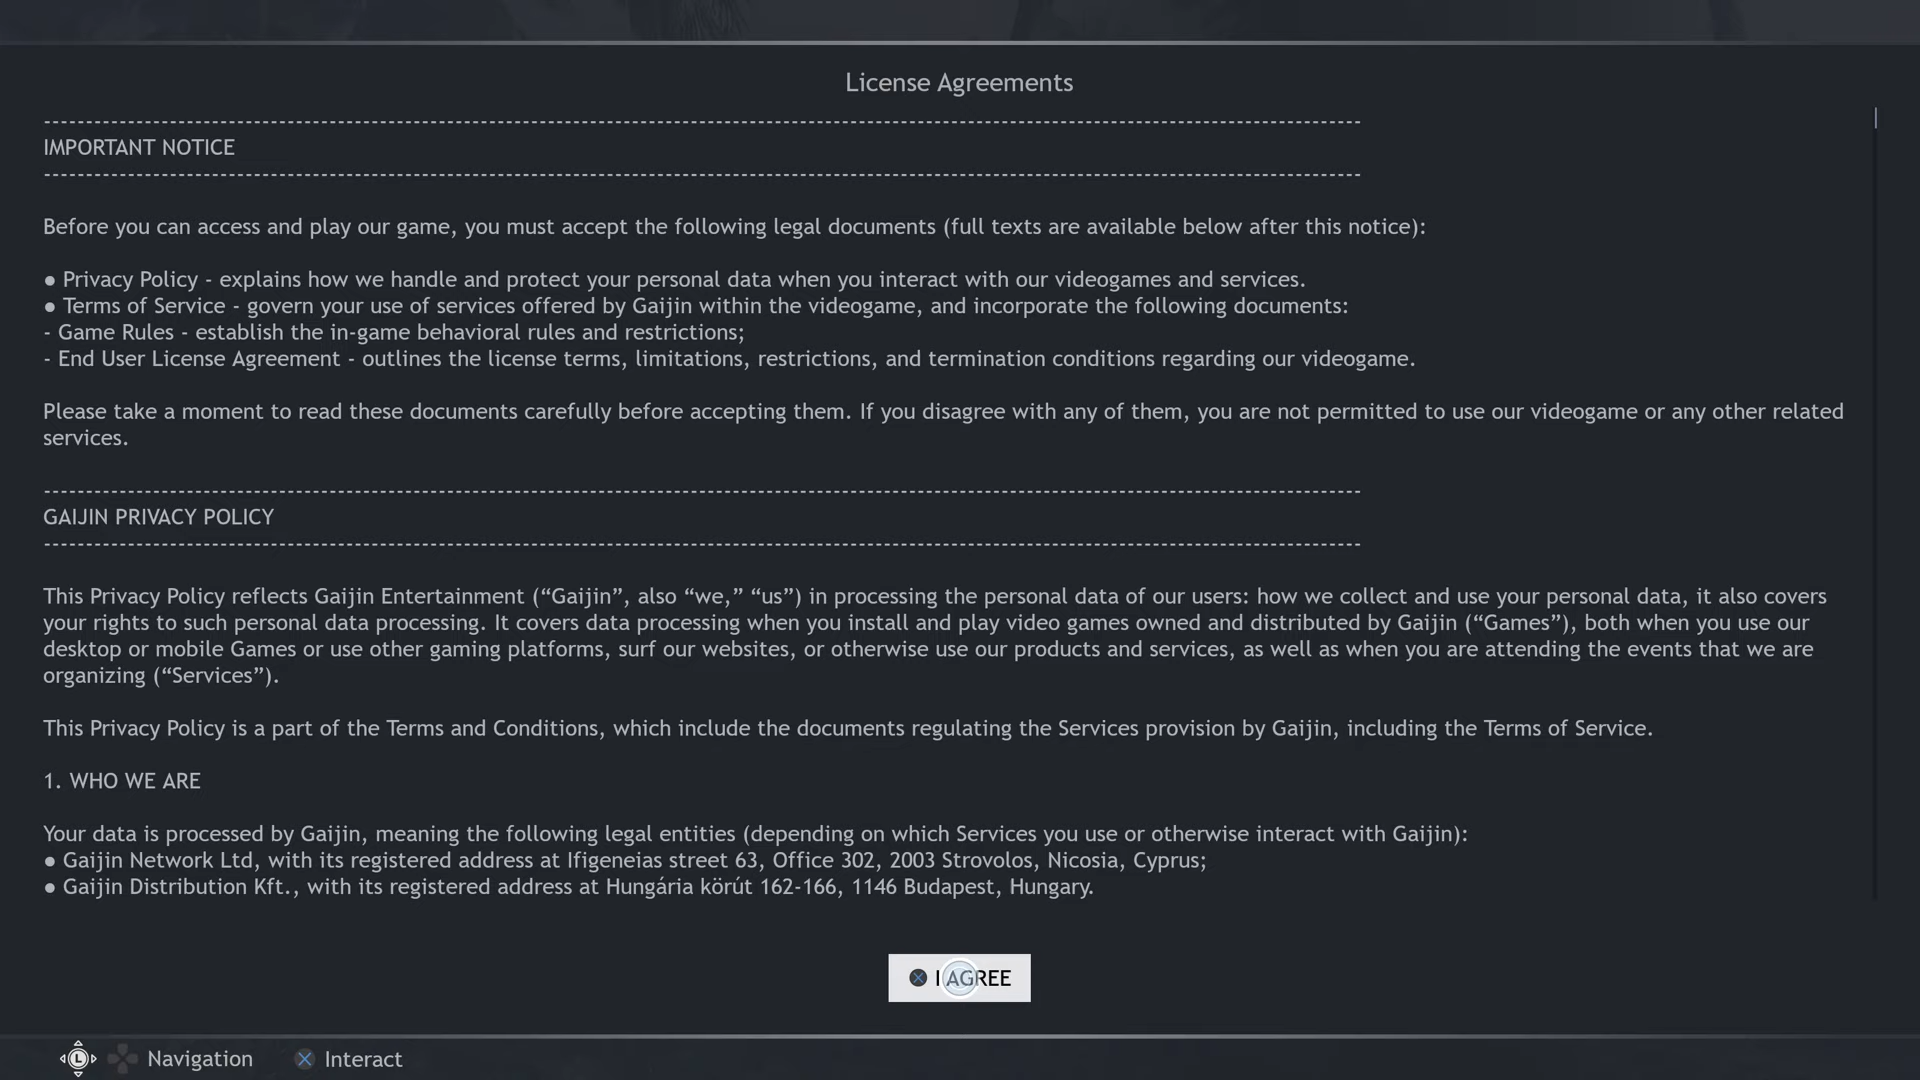 License Agreements
--------------------------------------------------------------------------------------------------------------------------------------------------------------
IMPORTANT NOTICE
--------------------------------------------------------------------------------------------------------------------------------------------------------------
Before you can access and play our game, you must accept the following legal documents (full texts are available below after this notice):
● Privacy Policy - explains how we handle and protect your personal data when you interact with our videogames and services.
● Terms of Service - govern your use of services offered by Gaijin within the videogame, and incorporate the following documents:
- Game Rules - establish the in-game behavioral rules and restrictions;
- End User License Agreement - outlines the license terms, limitations, restrictions, and termination conditions regarding our videogame.
Please take a moment to read these documents carefully before accepting them. If you disagree with any of them, you are not permitted to use our videogame or any other related
services.
--------------------------------------------------------------------------------------------------------------------------------------------------------------
GAIJIN PRIVACY POLICY
--------------------------------------------------------------------------------------------------------------------------------------------------------------
This Privacy Policy reflects Gaijin Entertainment (“Gaijin”, also “we,” “us”) in processing the personal data of our users: how we collect and use your personal data, it also covers
your rights to such personal data processing. It covers data processing when you install and play video games owned and distributed by Gaijin (“Games”), both when you use our
desktop or mobile Games or use other gaming platforms, surf our websites, or otherwise use our products and services, as well as when you are attending the events that we are
organizing (“Services”).
This Privacy Policy is a part of the Terms and Conditions, which include the documents regulating the Services provision by Gaijin, including the Terms of Service.
1. WHO WE ARE
Your data is processed by Gaijin, meaning the following legal entities (depending on which Services you use or otherwise interact with Gaijin):
● Gaijin Network Ltd, with its registered address at Ifigeneias street 63, Office 302, 2003 Strovolos, Nicosia, Cyprus;
● Gaijin Distribution Kft., with its registered address at Hungária körút 162-166, 1146 Budapest, Hungary.
I AGREE
L Navigation Interact